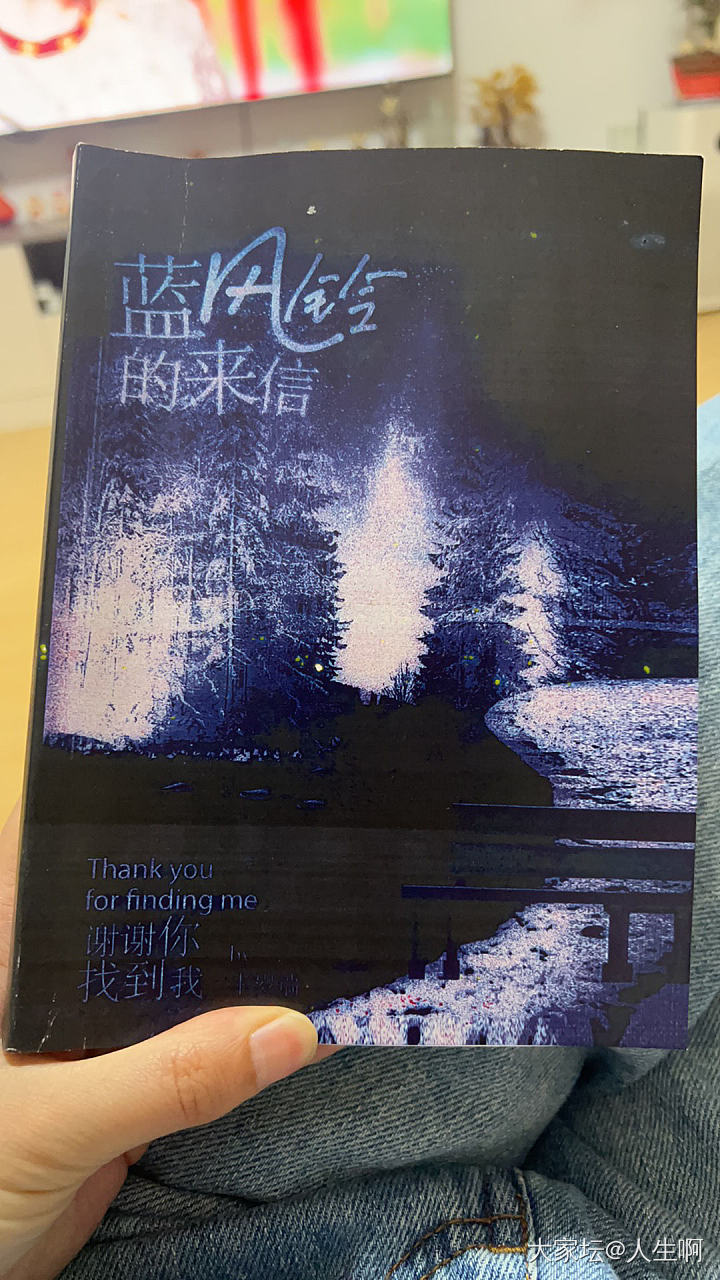 蓝风铃
的来信
Thank you
for finding me
谢谢你
找到我
by
大家坛@人生啊